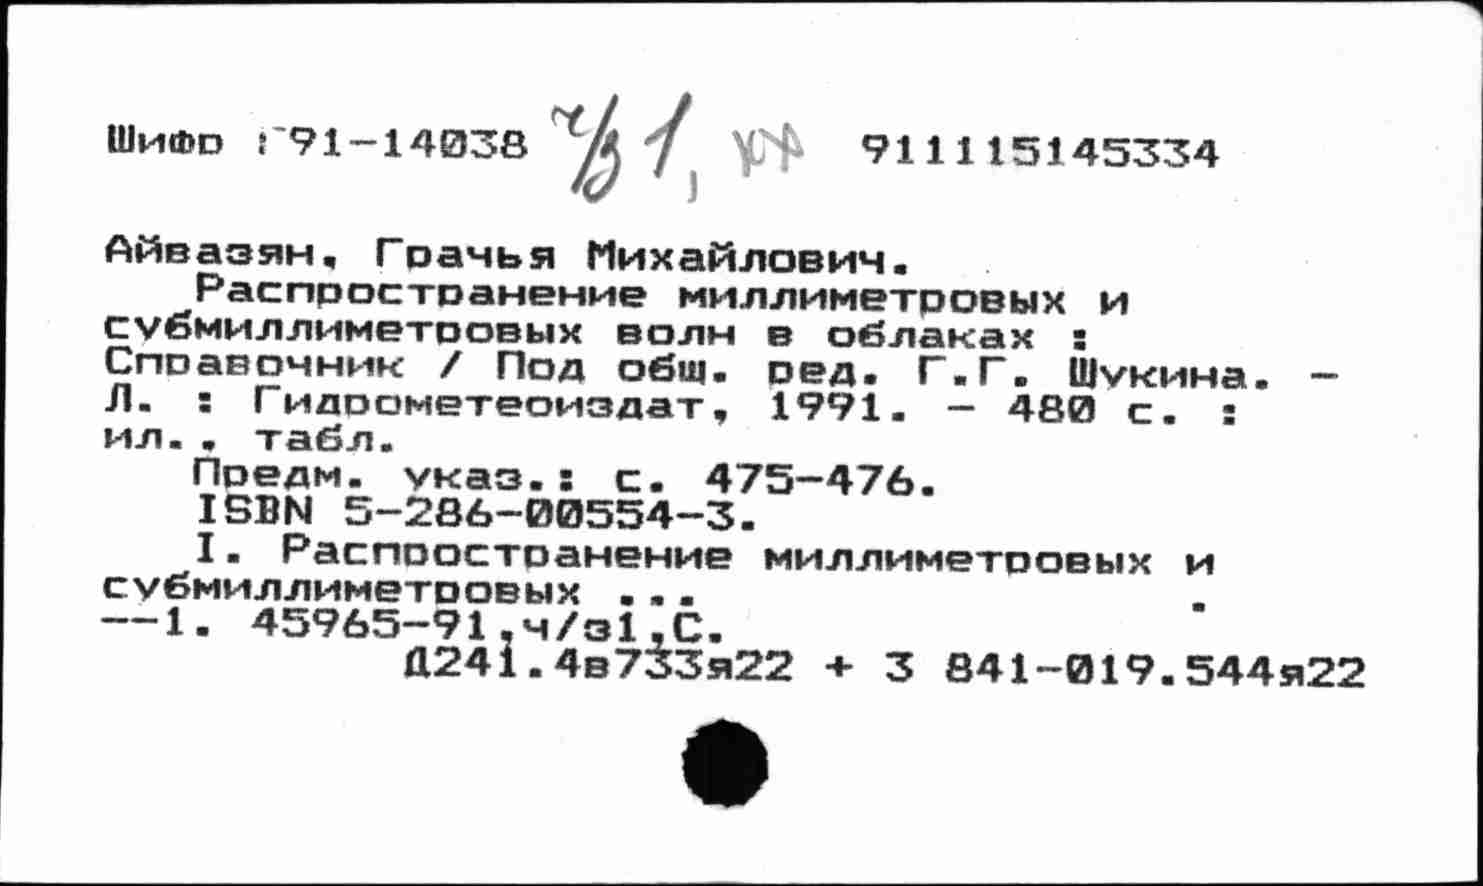 Шифр Г91-14038 ч/з 1, хр 911115145334
Айвазян, Грачья Михайлович.
Распространение миллиметровых и
субмиллиметровых волн в облаках :
Справочник / Под общ. ред. Г.Г. Щукина. -
Л. : Гидрометеоиздат, 1991. - 480 с. :
ил., табл.
Предм. указ.: с. 475-476.
ISBN 5-286-00554-3.
I. Распространение миллиметровых и
субмиллиметровых ...
--1. 45965-91,ч/з1,С.
Д241.4в733я22 + З 841-019.544я22